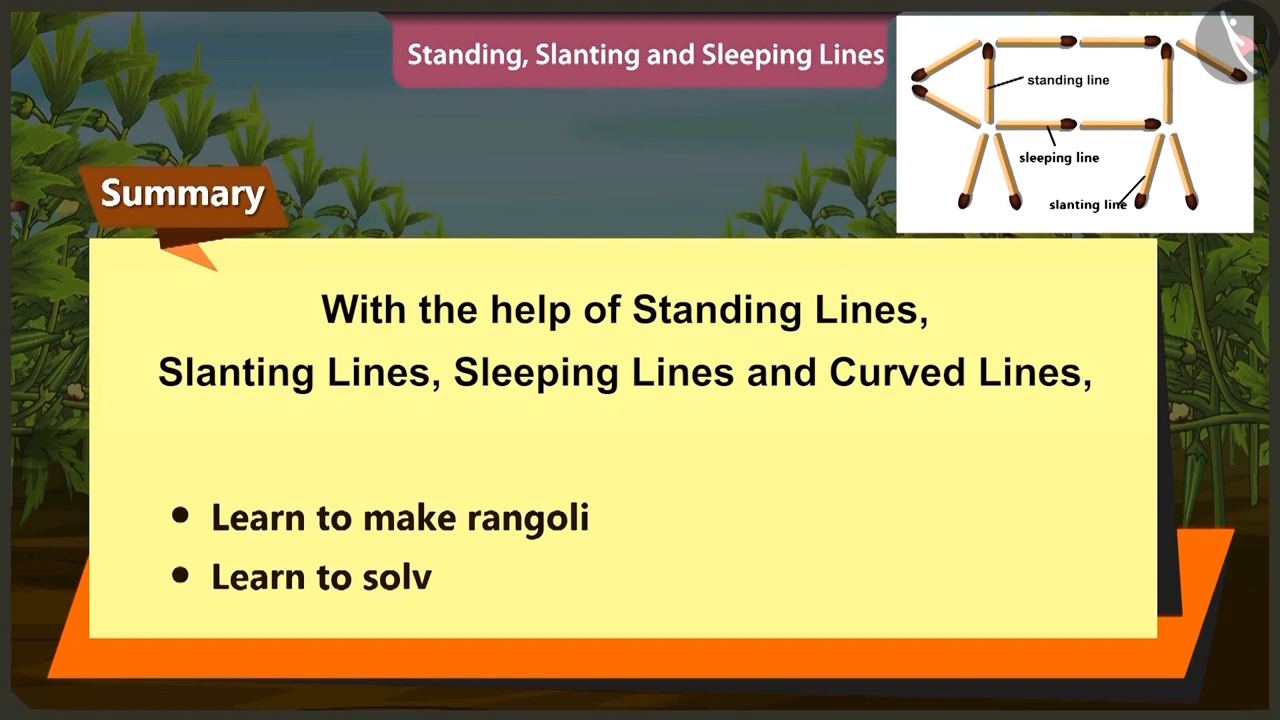 Standing, Slanting and Sleeping Lines
standing line
sleeping line
slanting line
Summary
With the help of Standing Lines,
Slanting Lines, Sleeping Lines and Curved Lines,
• Learn to make rangoli
• Learn to solv